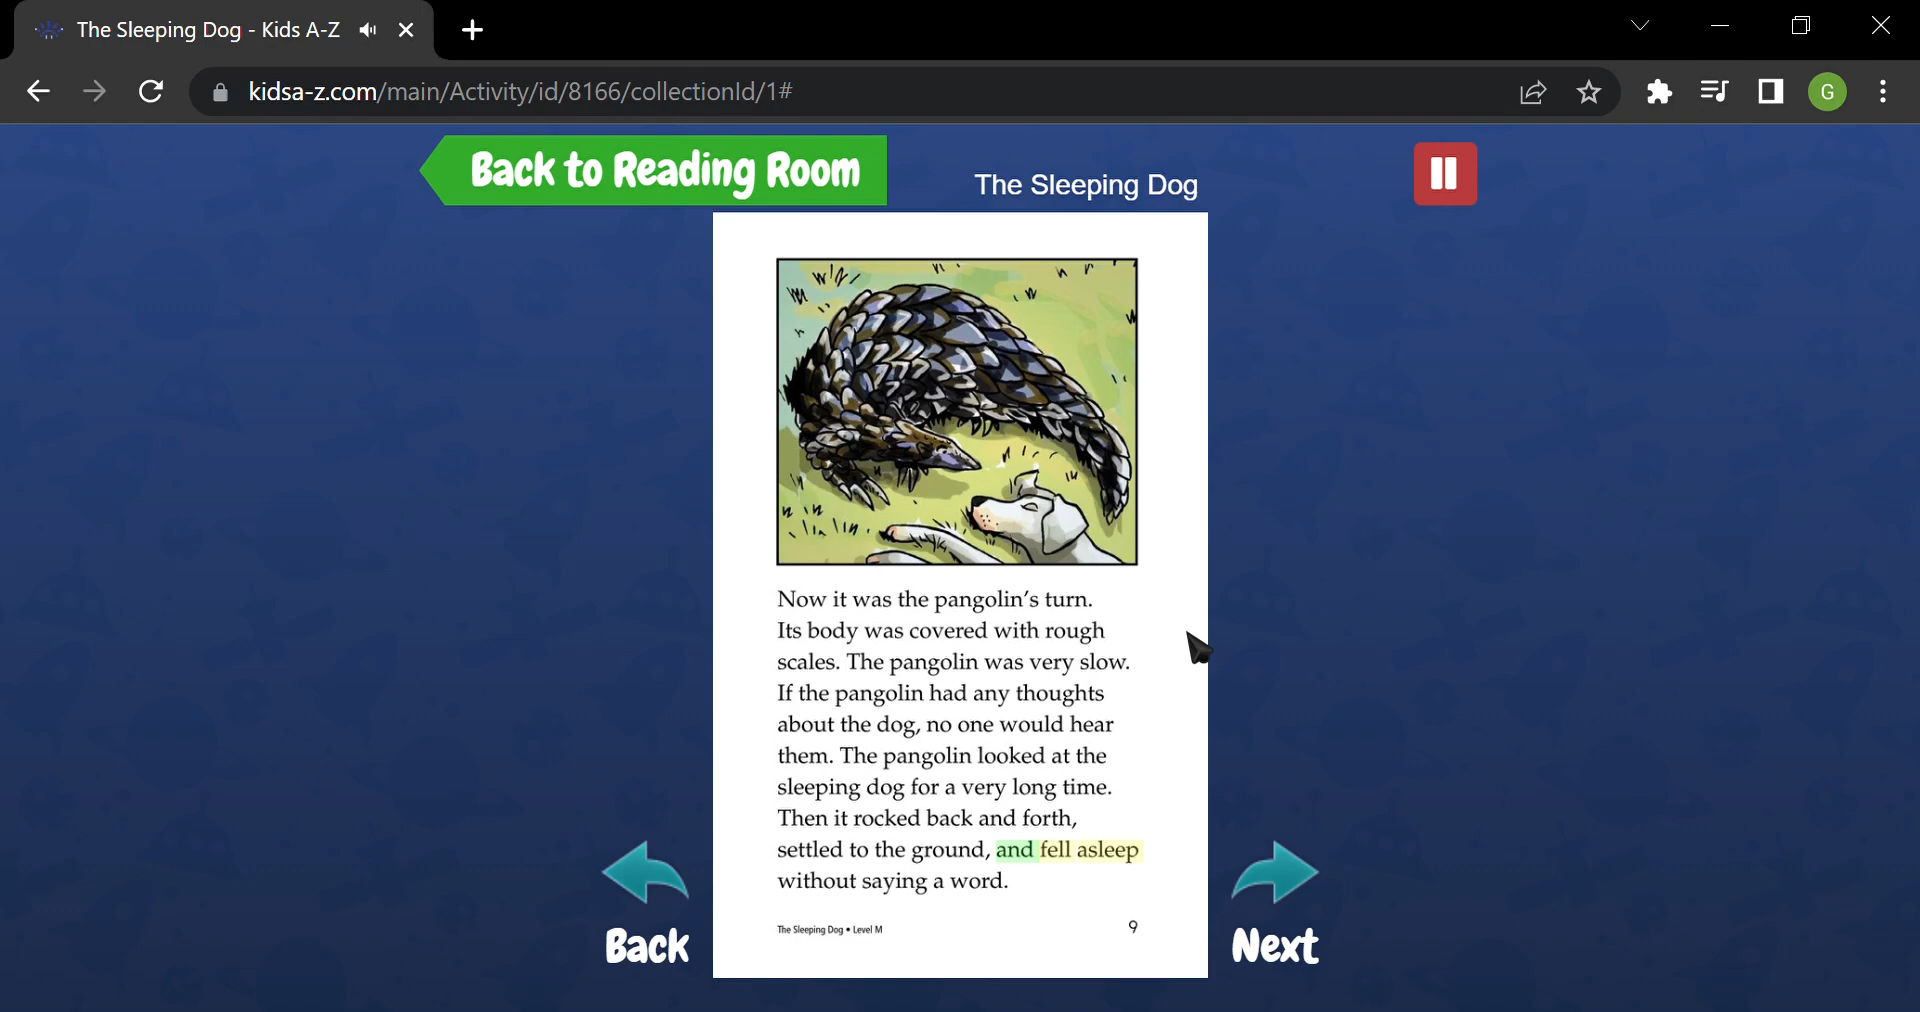 The Sleeping Dog - Kids A-Z
kidsa-z.com/main/Activity/id/8166/collectionId/1#
G
Back to Reading Room
The Sleeping Dog
Now it was the pangolin’s turn.
Its body was covered with rough
scales. The pangolin was very slow.
If the pangolin had any thoughts
about the dog, no one would hear
them. The pangolin looked at the
sleeping dog for a very long time.
Then it rocked back and forth,
settled to the ground, and fell asleep
without saying a word.
The Sleeping Dog • Level M
9
Back
Next